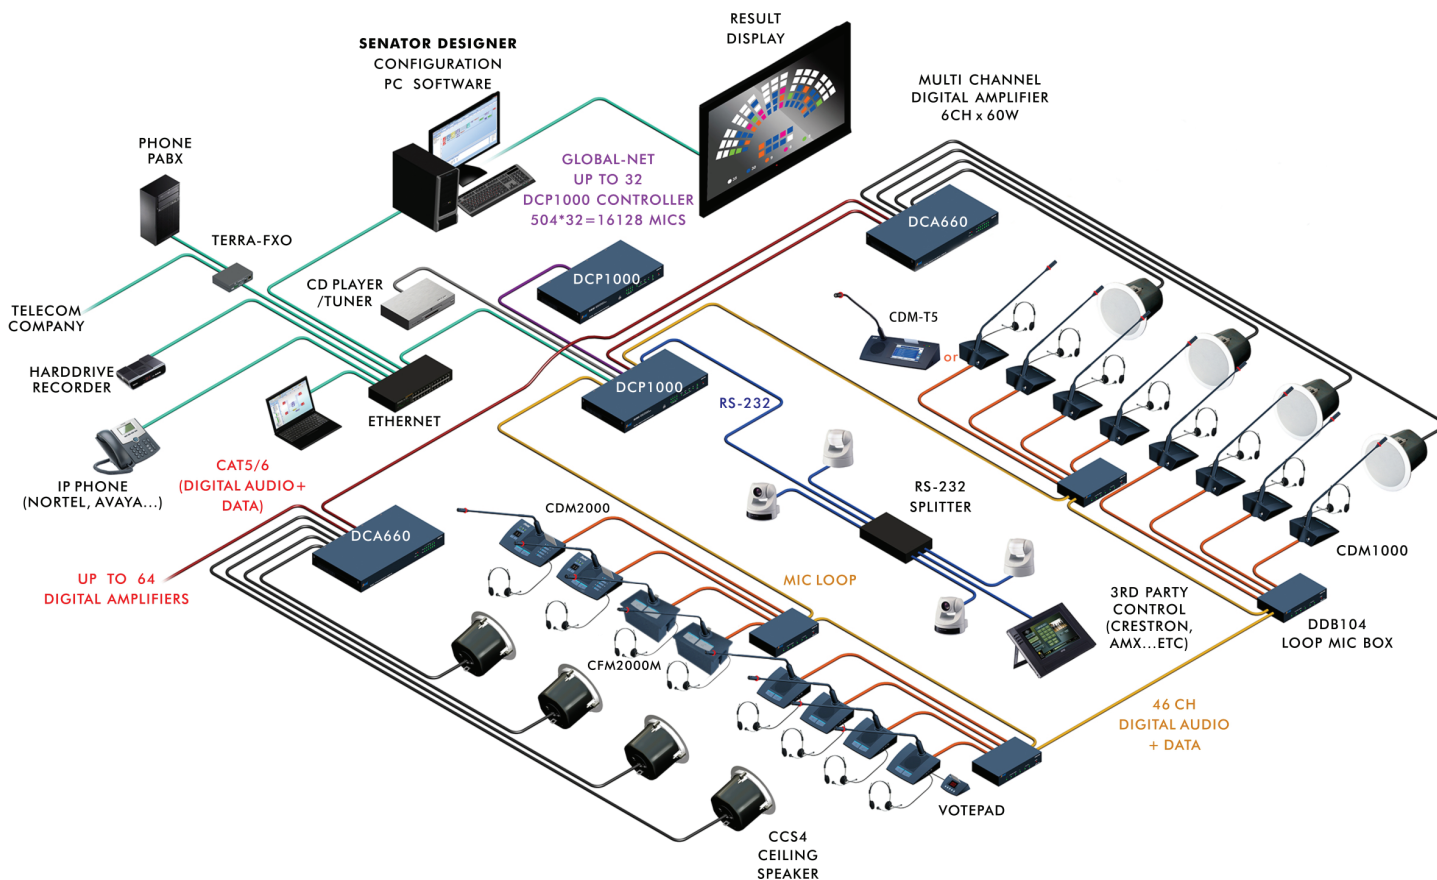 RESULT
DISPLAY
SENATOR DESIGNER
CONFIGURATION
PC SOFTWARE
MULTI CHANNEL
DIGITAL AMPLIFIER
6CH x 60W
PHONE
PABX
GLOBAL-NET
UP TO 32
DCP1000 CONTROLLER
504*32=16128 MICS
DCA660
TERRA-FXO
CD PLAYER
/TUNER
DCP1000
TELECOM
COMPANY
CDM-T5
or
HARDDRIVE
RECORDER
DCP1000
ETHERNET
RS-232
CAT5/6
(DIGITAL AUDIO+
DATA)
IP PHONE
(NORTEL, AVAYA...)
RS-232
SPLITTER
CDM2000
DCA660
CDM1000
UP TO 64
DIGITAL AMPLIFIERS
MIC LOOP
3RD PARTY
CONTROL
(CRESTRON,
AMX...ETC)
DDB104
LOOP MIC BOX
CFM2000M
46 CH
DIGITAL AUDIO
+ DATA
VOTEPAD
CCS4
CEILING
SPEAKER